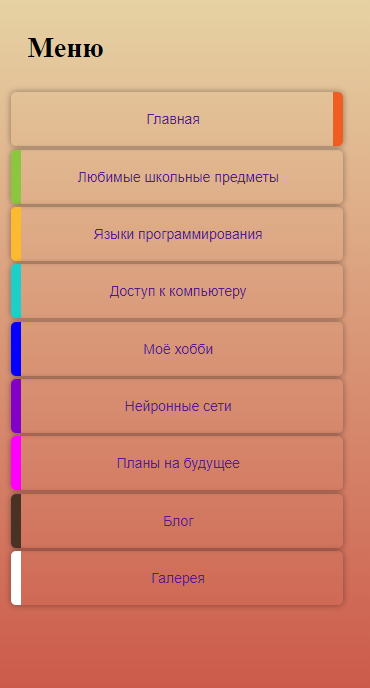 Меню
Главная
Любимые школьные предметы
Языки программирования
Доступ к компьютеру
Моё хобби
Нейронные сети
Планы на будущее
Блог
Галерея